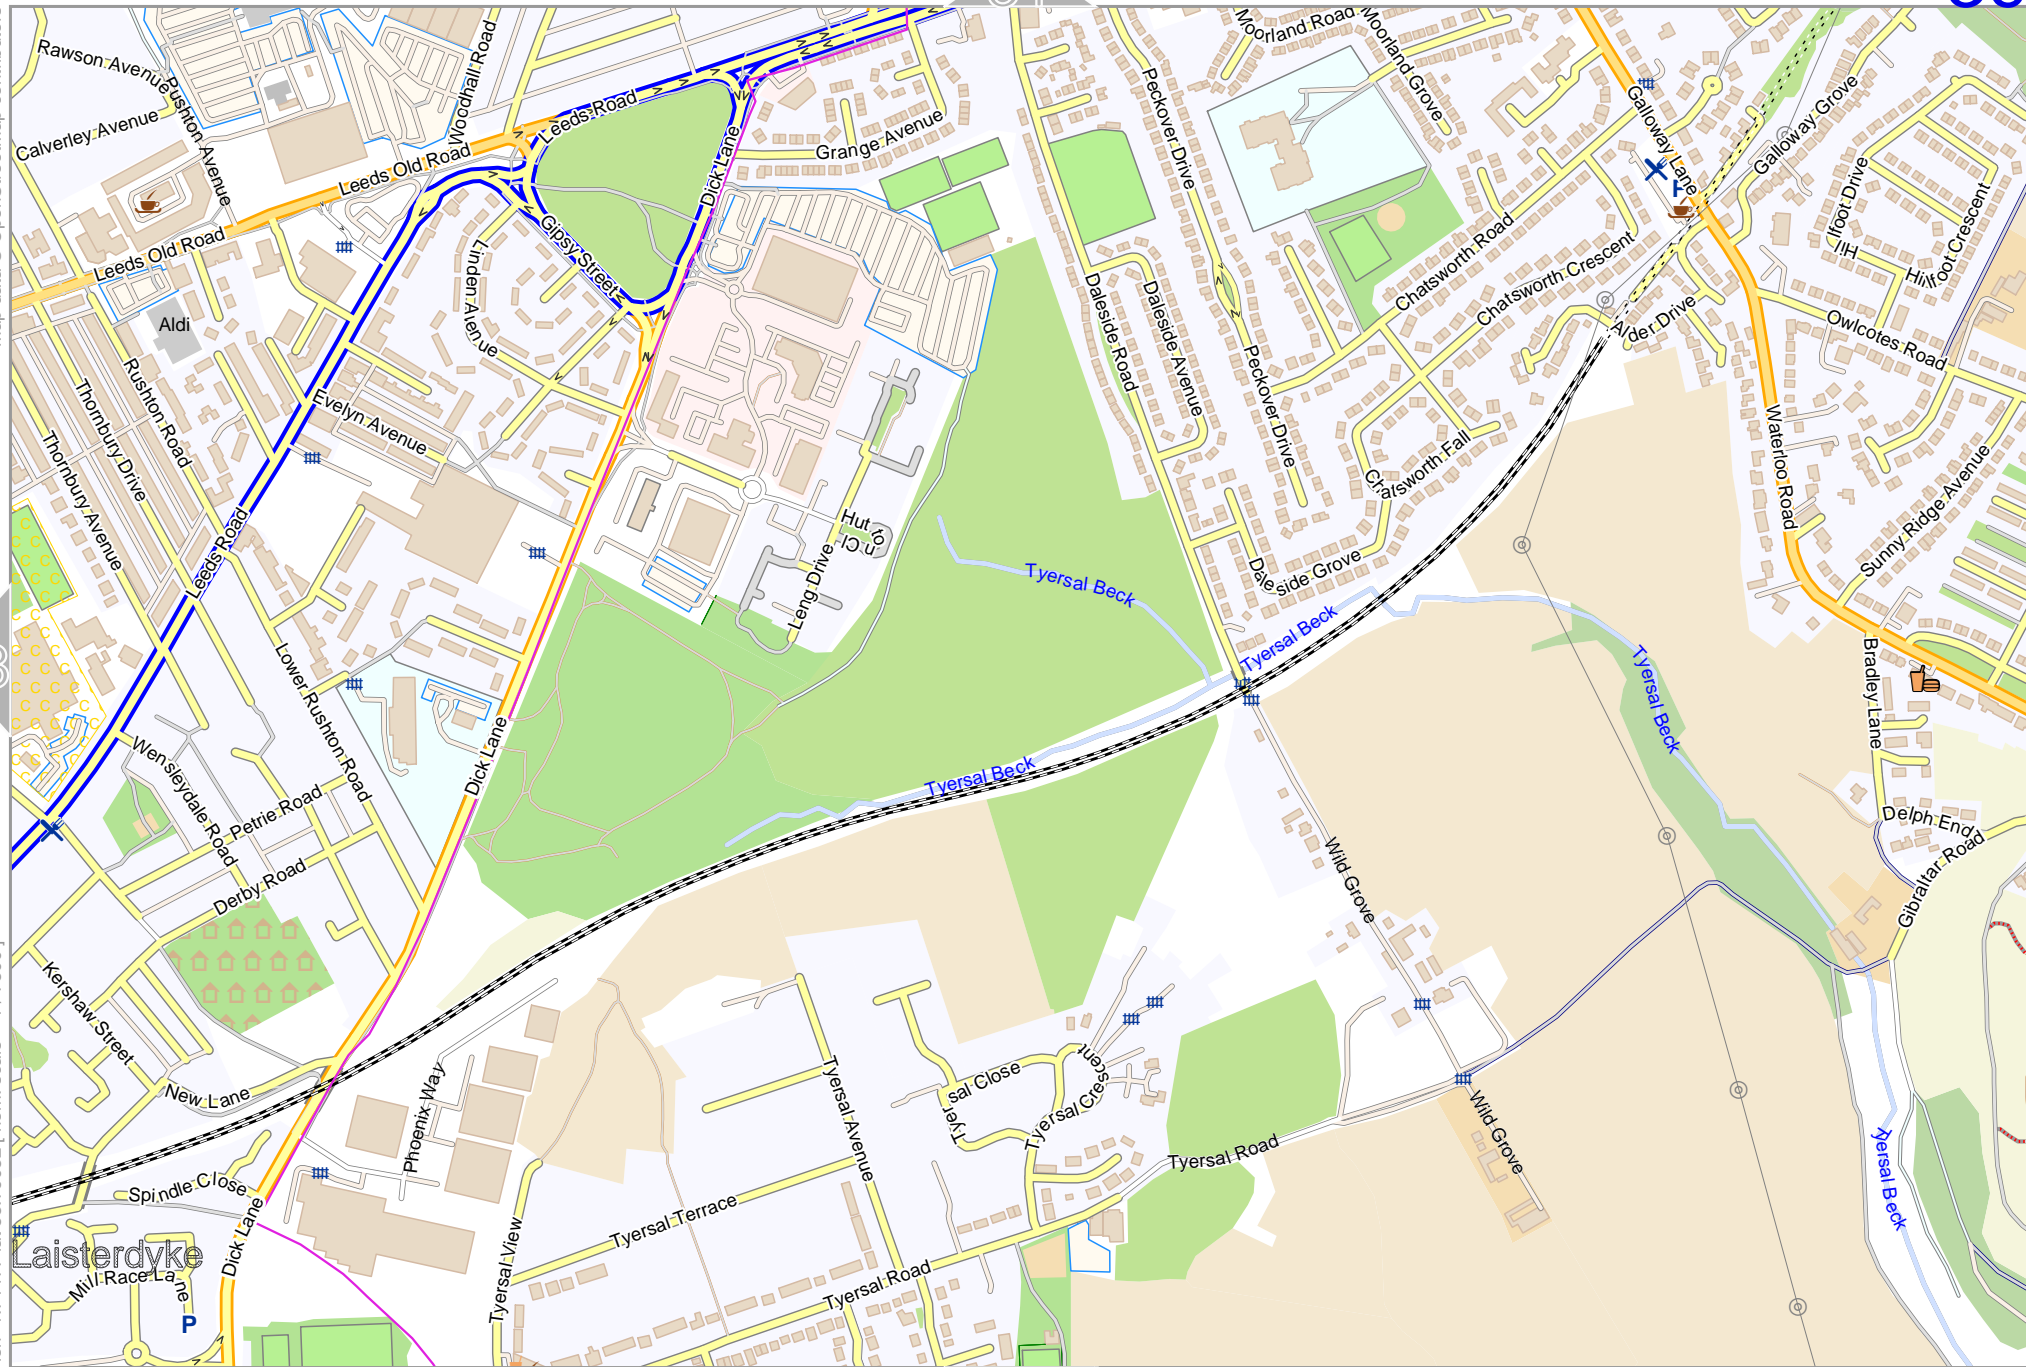 Rawson Avenue
Rushton Avenue
Calverley Avenue
Woodhall Road
Leeds Road
Leeds Old Road
Leeds Old Road
Dick Lane
Grange Avenue
Gipsy Street
Linden Avenue
Aldi
Rushton Road
Thornbury Drive
Thornbury Avenue
Evelyn Avenue
Leeds Road
Lower Rushton Road
Wensleydale Road
Petrie Road
Derby Road
Kershaw Street
New Lane
Spindle Close
Laisterdyke
Mill Race Lane
P
Dick Lane
Dick Lane
Phoenix Way
Hutton Cl
Leng Drive
Moorland Road
Moorland Grove
Peckover Drive
Peckover Drive
Daleside Road
Daleside Avenue
Daleside Grove
Galloway Lane
Galloway Grove
P
Chatsworth Road
Chatsworth Crescent
Chatsworth Fall
Alder Drive
Hillfoot Drive
Hillfoot Crescent
Owlcotes Road
Waterloo Road
Sunny Ridge Avenue
Bradley Lane
Delph End
Gibraltar Road
Tyersal Beck
Tyersal Beck
Tyersal Beck
Tyersal Beck
yersal Beck
Wild Grove
Wild Grove
Tyersal Close
Tyersal Crescent
Tyersal Avenue
Tyersal Road
Tyersal Road
Tyersal Terrace
Tyersal View